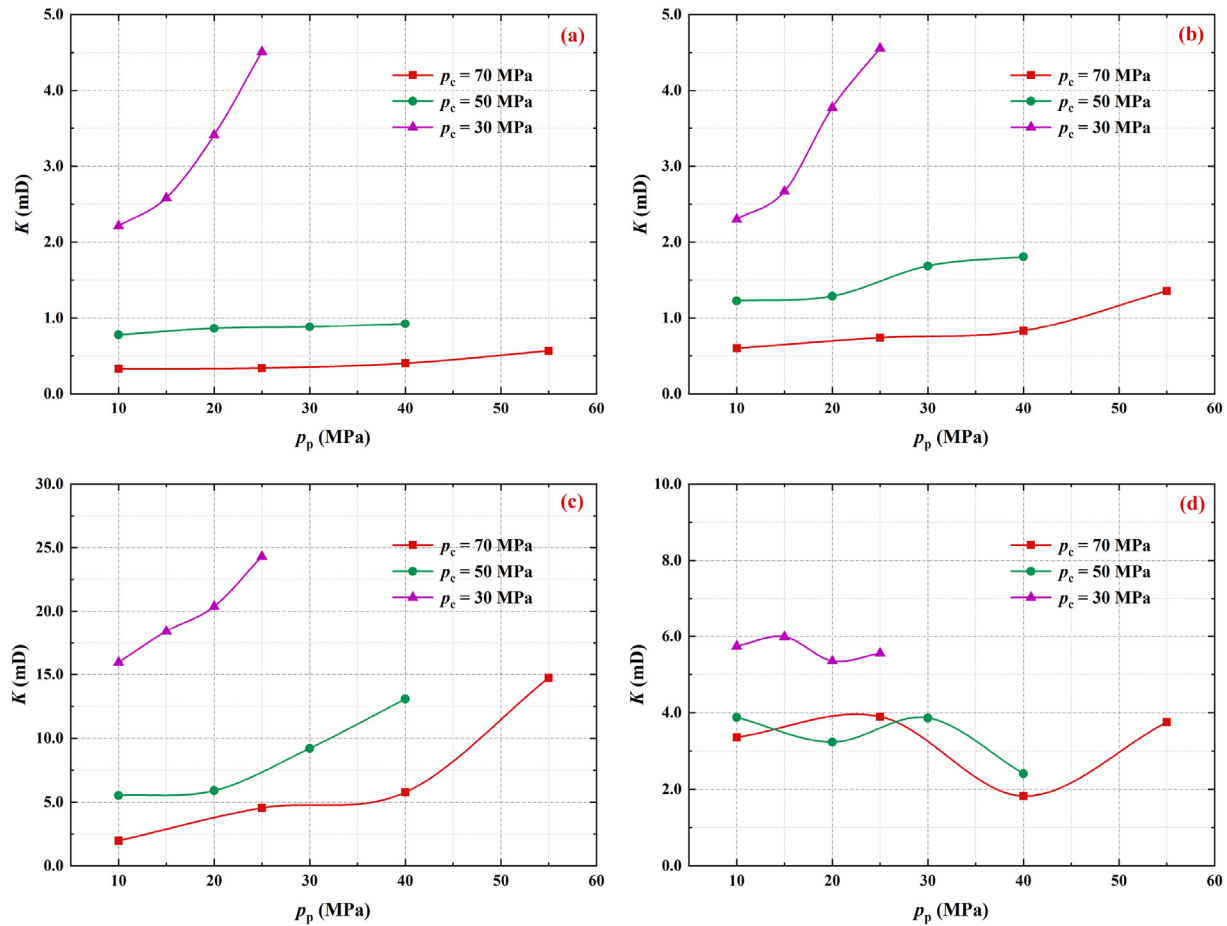 (a)
5.0
4.0
3.0
2.0
1.0
0.0
K (mD)
pc = 70 MPa
pc = 50 MPa
pc = 30 MPa
10 20 30 40 50 60
pp (MPa)
(b)
5.0
4.0
3.0
2.0
1.0
0.0
K (mD)
pc = 70 MPa
pc = 50 MPa
pc = 30 MPa
10 20 30 40 50 60
pp (MPa)
(c)
30.0
25.0
20.0
15.0
10.0
5.0
0.0
K (mD)
pc = 70 MPa
pc = 50 MPa
pc = 30 MPa
10 20 30 40 50 60
pp (MPa)
(d)
10.0
8.0
6.0
4.0
2.0
0.0
K (mD)
pc = 70 MPa
pc = 50 MPa
pc = 30 MPa
10 20 30 40 50 60
pp (MPa)